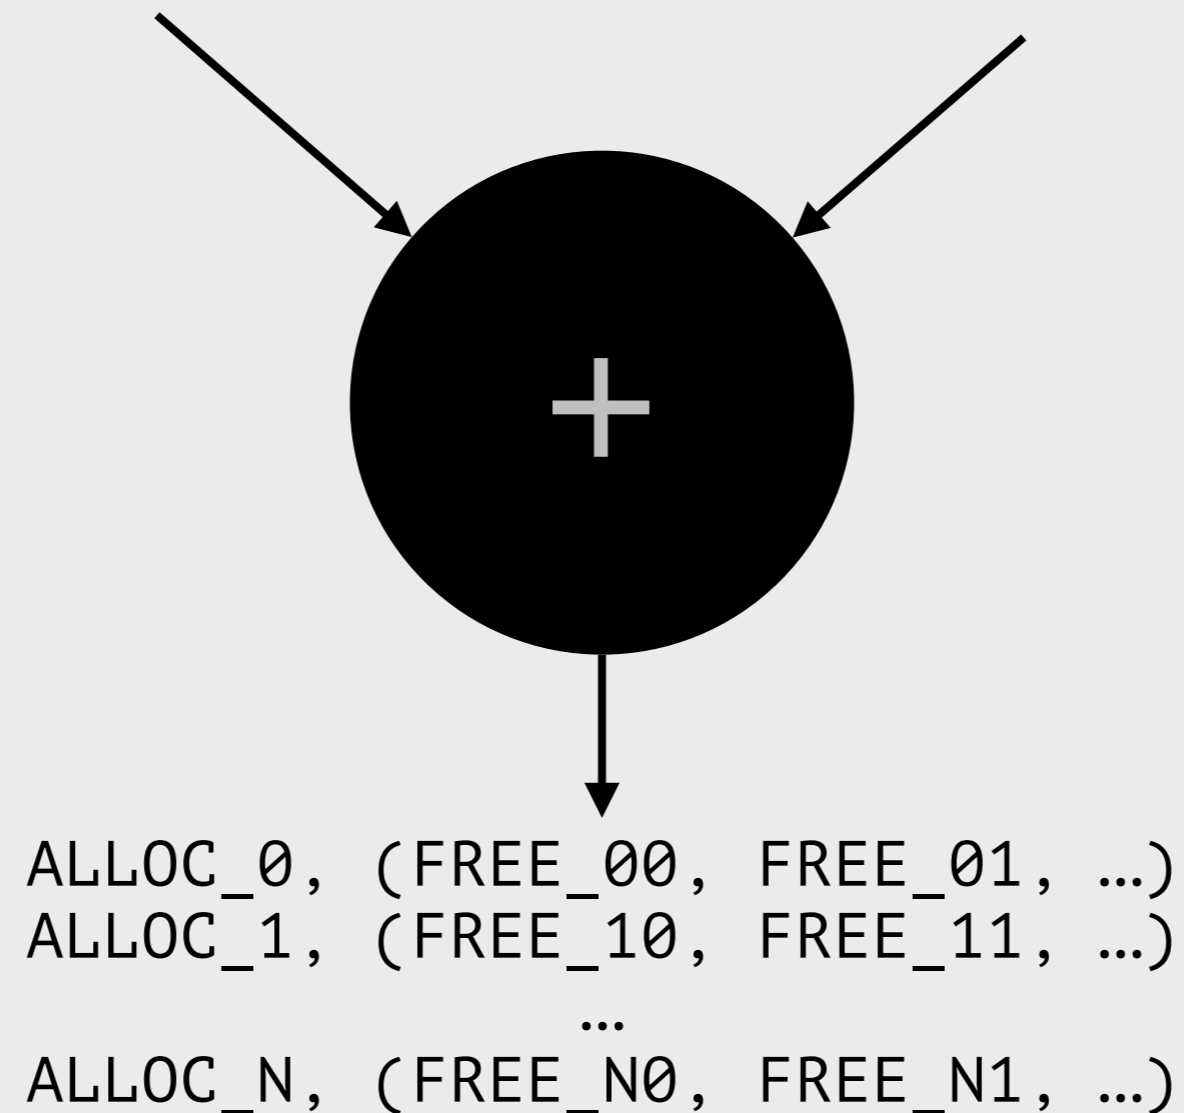 +
ALLOC_0, (FREE_00, FREE_01, …)
ALLOC_1, (FREE_10, FREE_11, …)
…
ALLOC_N, (FREE_N0, FREE_N1, …)